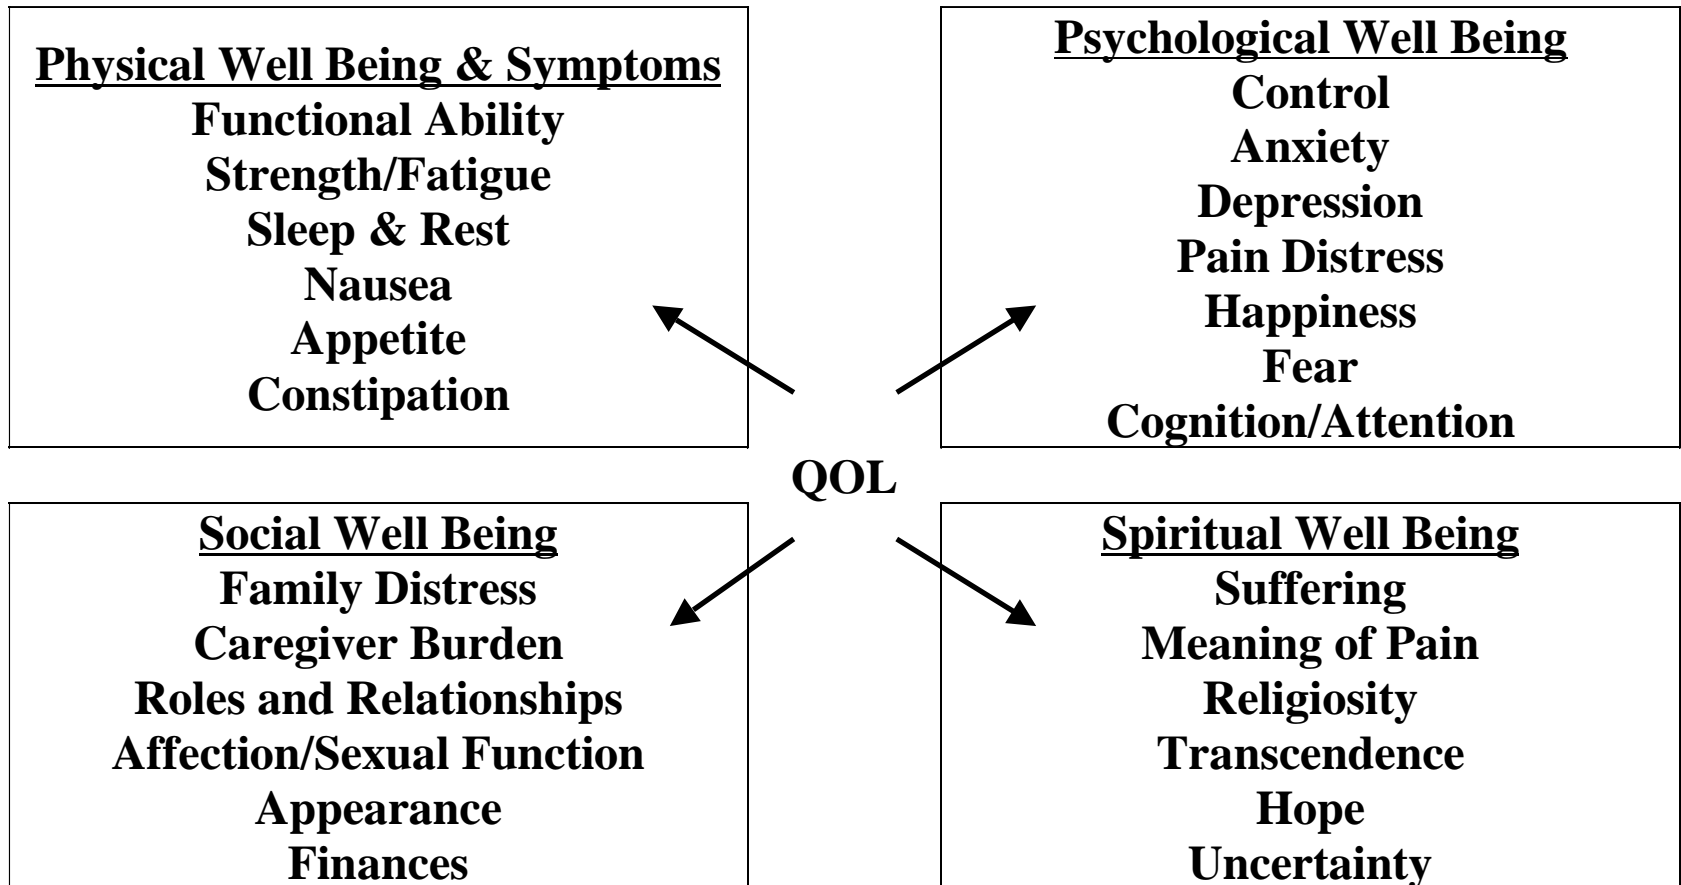 Physical Well Being & Symptoms
Functional Ability
Strength/Fatigue
Sleep & Rest
Nausea
Appetite
Constipation
Psychological Well Being
Control
Anxiety
Depression
Pain Distress
Happiness
Fear
Cognition/Attention
QOL
Social Well Being
Family Distress
Caregiver Burden
Roles and Relationships
Affection/Sexual Function
Appearance
Finances
Spiritual Well Being
Suffering
Meaning of Pain
Religiosity
Transcendence
Hope
Uncertainty